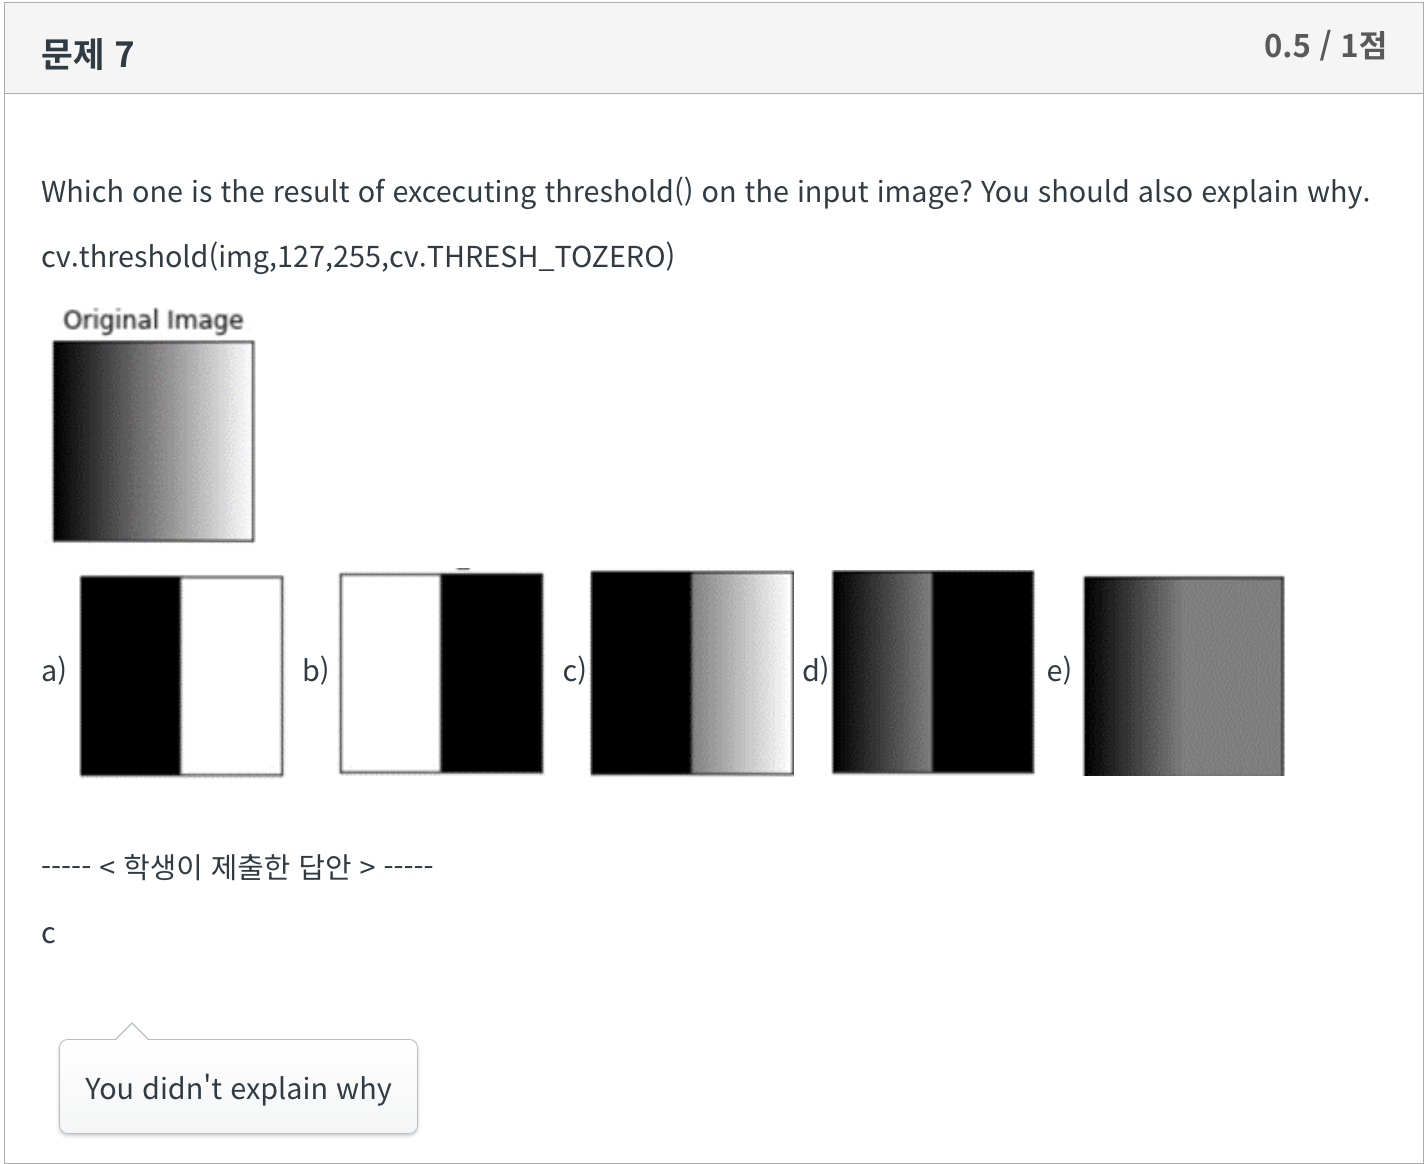 문제 7
0.5 / 1점
Which one is the result of excecuting threshold() on the input image? You should also explain why.
cv.threshold(img,127,255,cv.THRESH_TOZERO)
Original Image
a) b) c) d) e)
----- < 학생이 제출한 답안 > -----
c
You didn't explain why